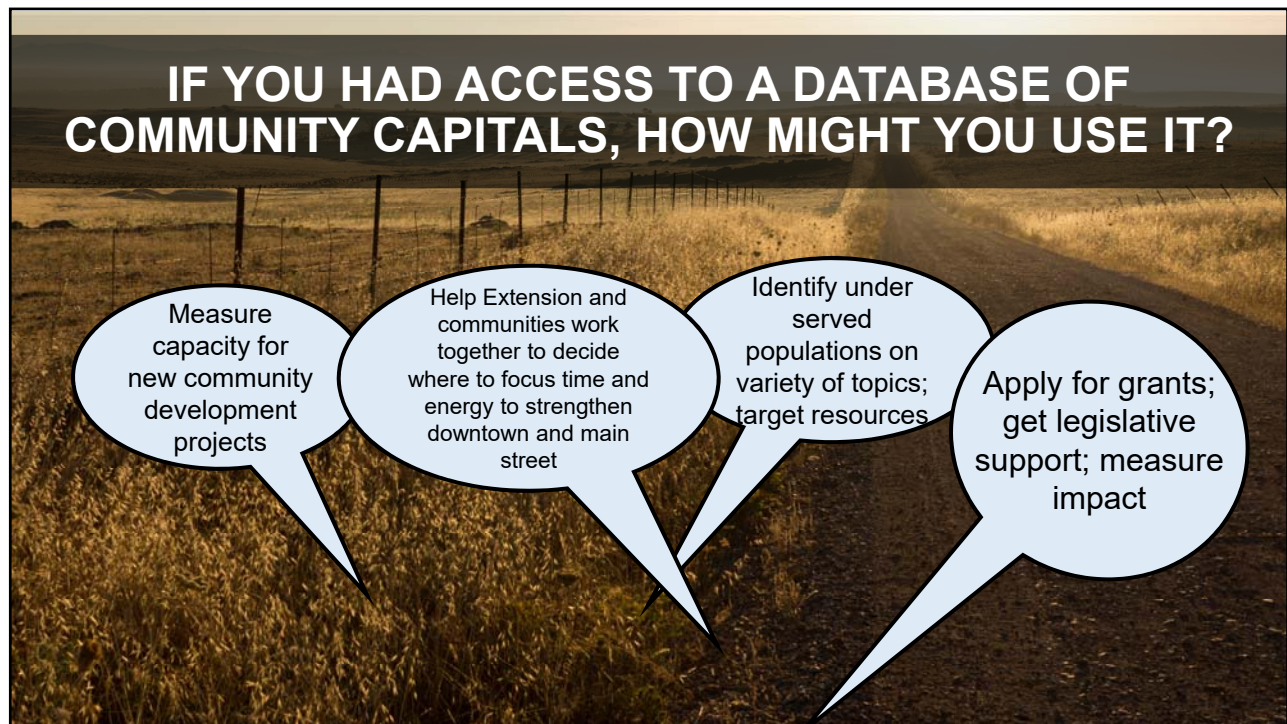 IF YOU HAD ACCESS TO A DATABASE OF
COMMUNITY CAPITALS, HOW MIGHT YOU USE IT?
Measure
capacity for
new community
development
projects
Help Extension and
communities work
together to decide
where to focus time and
energy to strengthen
downtown and main
street
Identify under
served
populations on
variety of topics;
target resources
Apply for grants;
get legislative
support; measure
impact